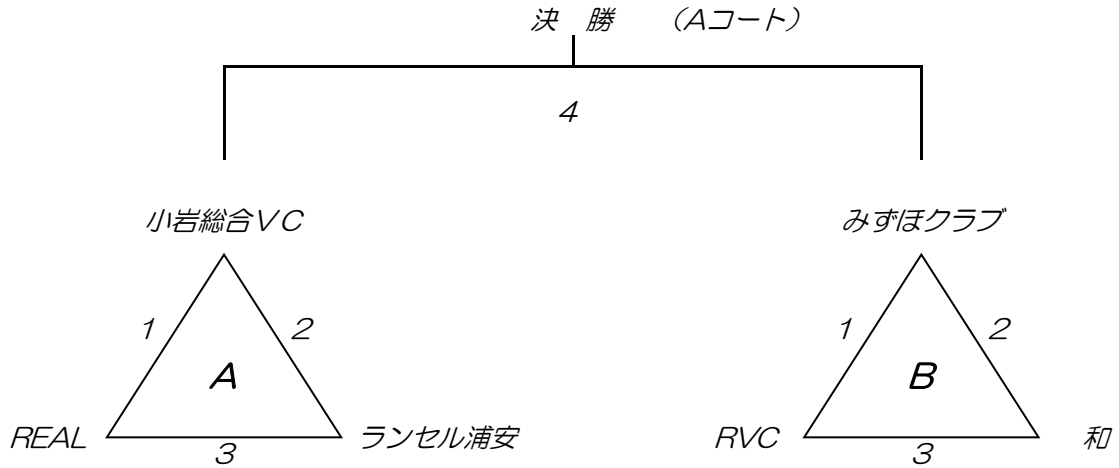 決 勝 (Aコート)
4
小岩総合VC みずほクラブ
1 2 1 2
A B
REAL ランセル浦安 RVC 和
3 3